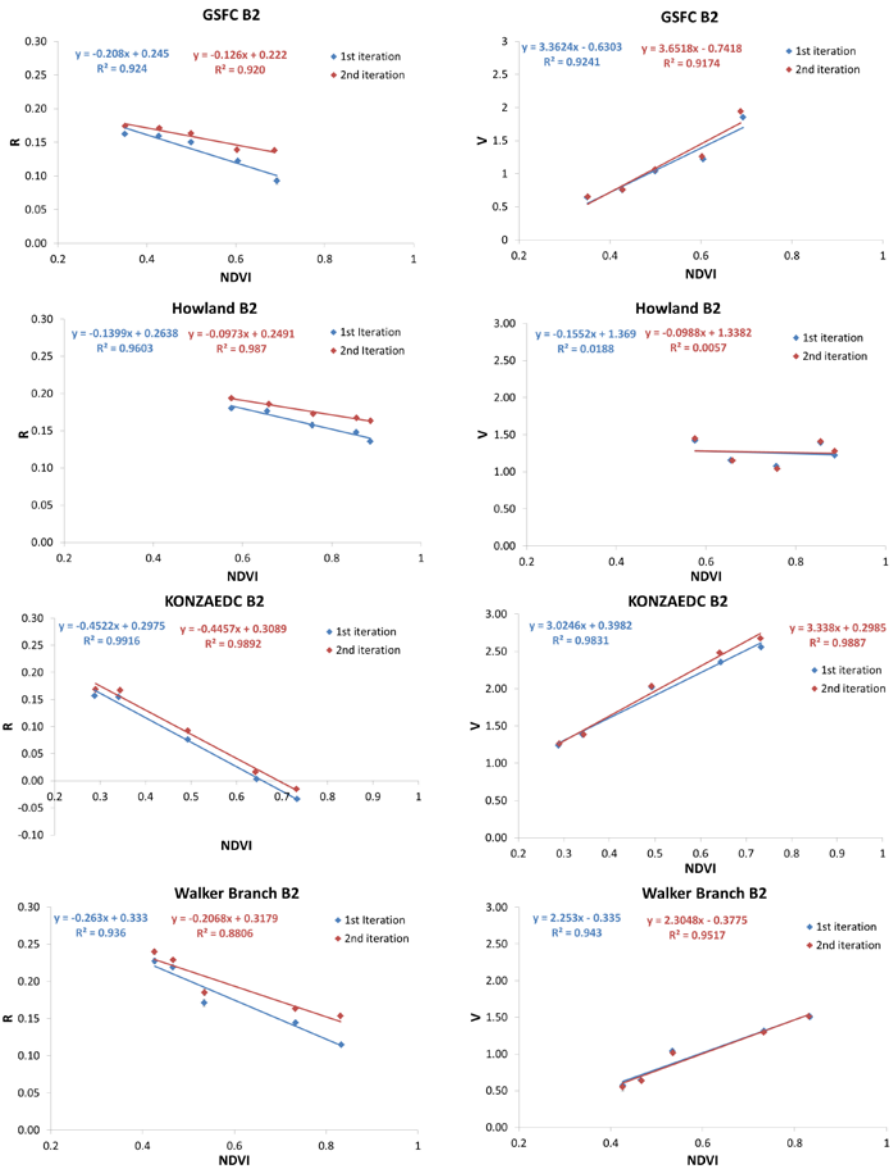 GSFC B2
y = -0.208x + 0.245
R² = 0.924
y = -0.126x + 0.222
R² = 0.920
1st iteration
2nd iteration
0.30
0.25
0.20
0.15
0.10
0.05
0.00
R
0.2 0.4 0.6 0.8 1
NDVI
GSFC B2
y = 3.3624x - 0.6303
R² = 0.9241
y = 3.6518x - 0.7418
R² = 0.9174
1st iteration
2nd iteration
3
2.5
2
1.5
1
0.5
0
V
0.2 0.4 0.6 0.8 1
NDVI
Howland B2
y = -0.1399x + 0.2638
R² = 0.9603
y = -0.0973x + 0.2491
R² = 0.987
1st Iteration
2nd Iteration
0.30
0.25
0.20
0.15
0.10
0.05
0.00
R
0.2 0.4 0.6 0.8 1
NDVI
Howland B2
y = -0.1552x + 1.369
R² = 0.0188
y = -0.0988x + 1.3382
R² = 0.0057
1st iteration
2nd iteration
3.00
2.50
2.00
1.50
1.00
0.50
0.00
V
0.2 0.4 0.6 0.8 1
NDVI
KONZAEDC B2
y = -0.4522x + 0.2975
R² = 0.9916
y = -0.4457x + 0.3089
R² = 0.9892
1st iteration
2nd iteration
0.30
0.25
0.20
0.15
0.10
0.05
0.00
-0.05
-0.10
R
0.2 0.3 0.4 0.5 0.6 0.7 0.8 0.9 1
NDVI
KONZAEDC B2
y = 3.0246x + 0.3982
R² = 0.9831
y = 3.338x + 0.2985
R² = 0.9887
1st iteration
2nd iteration
3.00
2.50
2.00
1.50
1.00
0.50
0.00
V
0.2 0.3 0.4 0.5 0.6 0.7 0.8 0.9 1
NDVI
Walker Branch B2
y = -0.263x + 0.333
R² = 0.936
y = -0.2068x + 0.3179
R² = 0.8806
1st Iteration
2nd iteration
0.30
0.25
0.20
0.15
0.10
0.05
0.00
R
0.2 0.4 0.6 0.8 1
NDVI
Walker Branch B2
y = 2.253x - 0.335
R² = 0.943
y = 2.3048x - 0.3775
R² = 0.9517
1st iteration
2nd iteration
3.00
2.50
2.00
1.50
1.00
0.50
0.00
V
0.2 0.4 0.6 0.8 1
NDVI